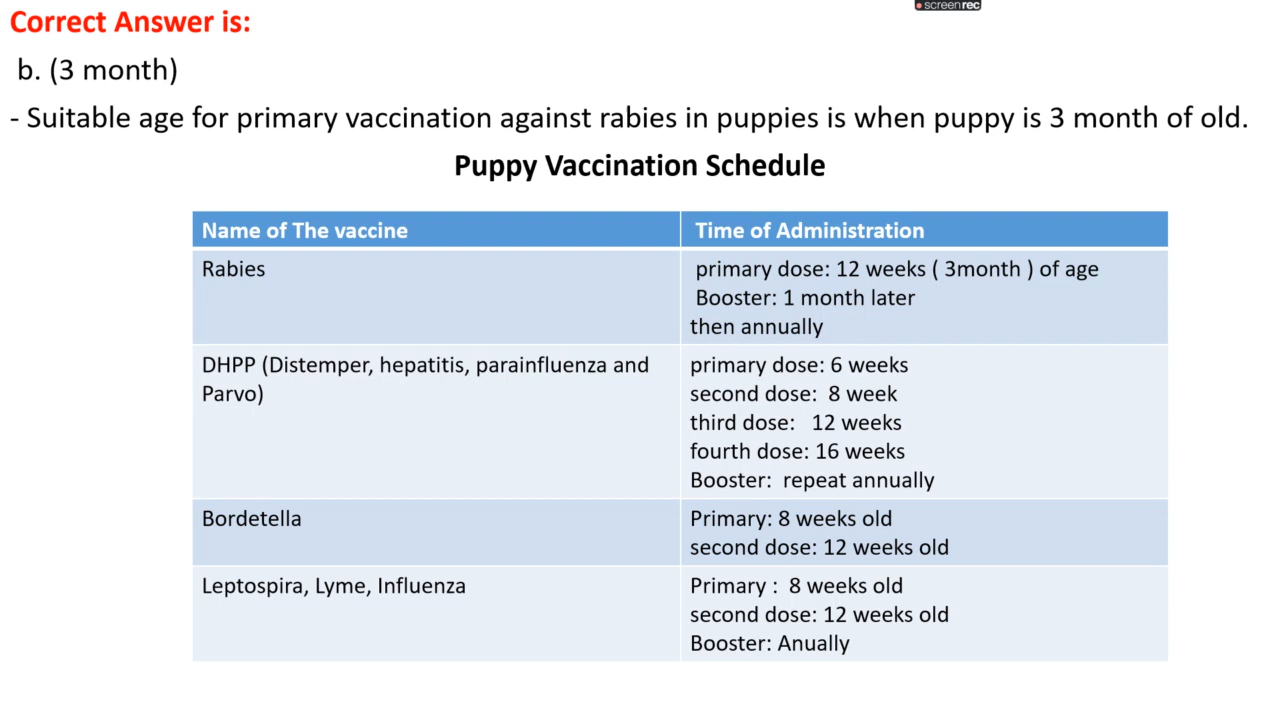 screenrec
Correct Answer is:
b. (3 month)
- Suitable age for primary vaccination against rabies in puppies is when puppy is 3 month of old.
Puppy Vaccination Schedule
Name of The vaccine
Time of Administration
Rabies
primary dose: 12 weeks ( 3month ) of age
Booster: 1 month later
then annually
DHPP (Distemper, hepatitis, parainfluenza and
Parvo)
primary dose: 6 weeks
second dose:  8 week
third dose:   12 weeks
fourth dose: 16 weeks
Booster:  repeat annually
Bordetella
Primary: 8 weeks old
second dose: 12 weeks old
Leptospira, Lyme, Influenza
Primary :  8 weeks old
second dose: 12 weeks old
Booster: Anually